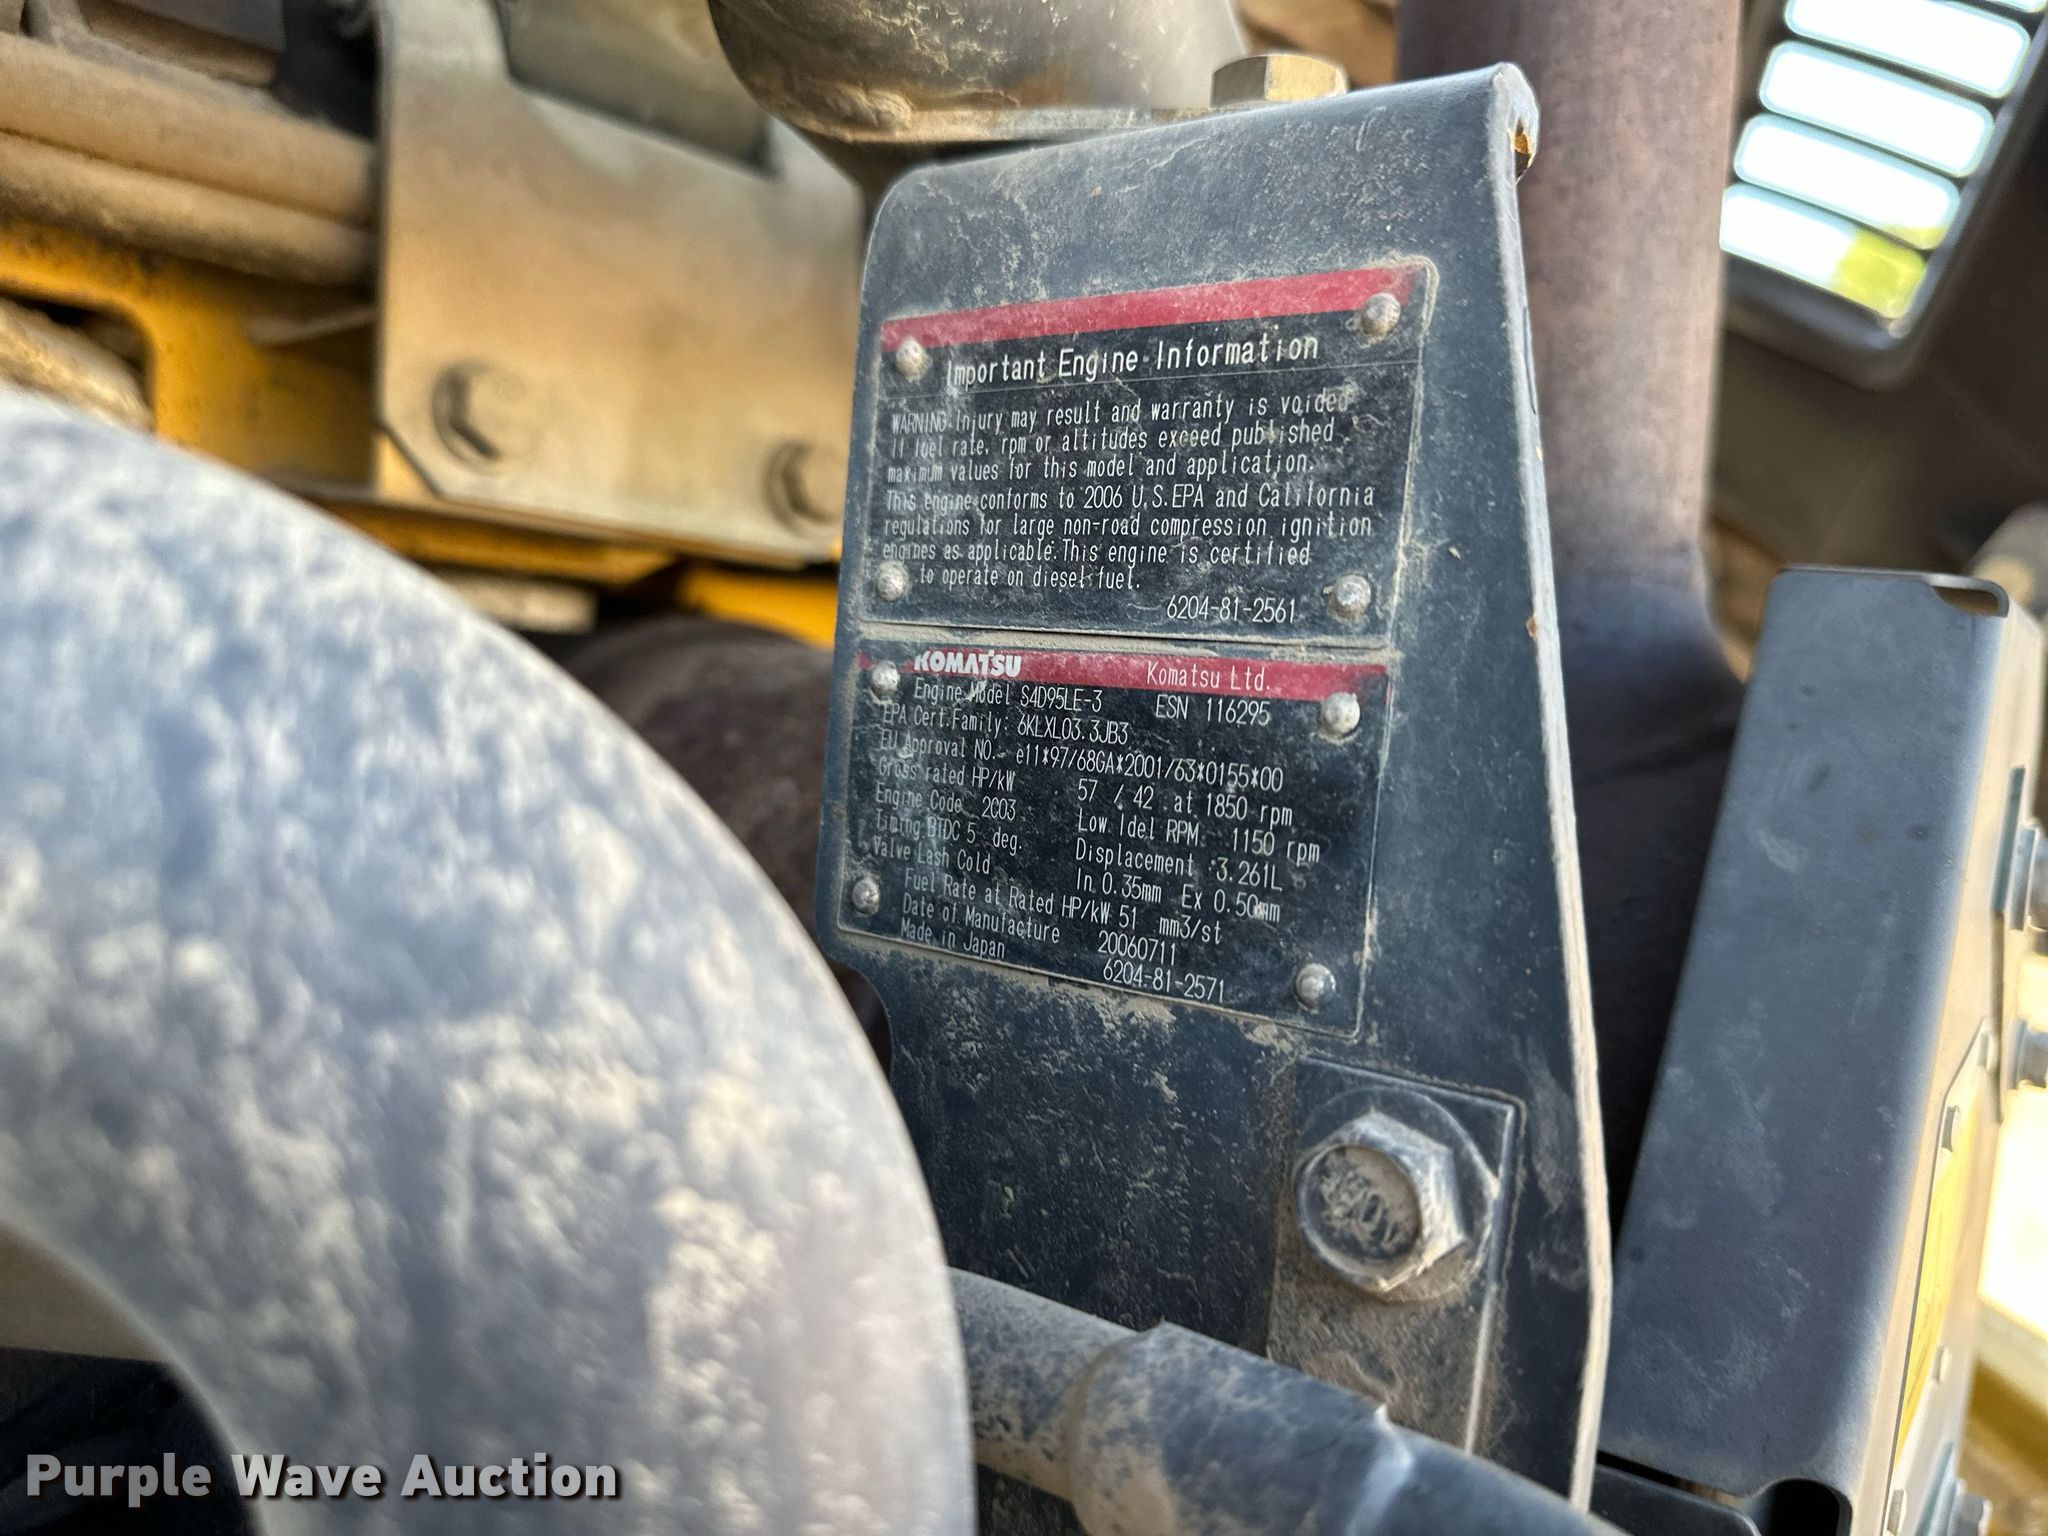 Important Engine Information
WARNING: Injury may result and warranty is voided
if fuel rate, rpm or altitudes exceed published
maximum values for this model and application.
This engine conforms to 2006 U.S.EPA and California
regulations for large non-road compression ignition
engines as applicable. This engine is certified
to operate on diesel fuel.
6204-81-2561
KOMATSU Komatsu Ltd.
Engine Model S4D95LE-3 ESN 116295
EPA Cert.Family: 6KLXL03.3JB3
EU Approval NO. e11*97/68GA*2001/63*0155*00
Gross rated HP/kW 57 / 42 at 1850 rpm
Engine Code 2C03 Low Idel RPM 1150 rpm
Timing BTDC 5 deg. Displacement 3.261L
Valve Lash Cold In 0.35mm Ex 0.50mm
Fuel Rate at Rated HP/kW 51 mm3/st
Date of Manufacture 20060711
Made in Japan 6204-81-2571
Purple Wave Auction